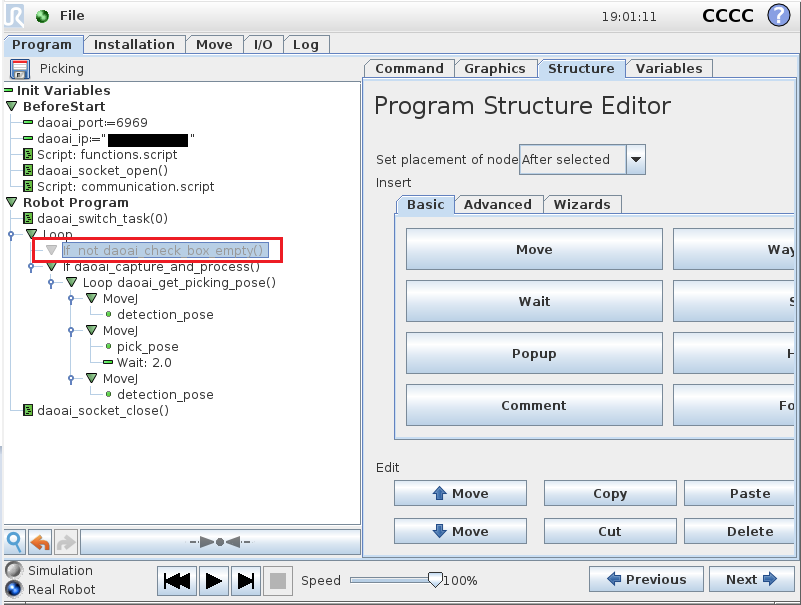 File
19:01:11
CCCC
?
Program
Installation
Move
I/O
Log
Picking
Command
Graphics
Structure
Variables
Init Variables
BeforeStart
daoai_port:=6969
daoai_ip:=" "
Script: functions.script
daoai_socket_open()
Script: communication.script
Robot Program
daoai_switch_task(0)
Loop
If not daoai_check_box_empty()
If daoai_capture_and_process()
Loop daoai_get_picking_pose()
MoveJ
detection_pose
MoveJ
pick_pose
Wait: 2.0
MoveJ
detection_pose
daoai_socket_close()
Program Structure Editor
Set placement of node
After selected
Insert
Basic
Advanced
Wizards
Move
Way
Wait
S
Popup
H
Comment
Fo
Edit
Move
Copy
Paste
Move
Cut
Delete
Simulation
Real Robot
Speed
100%
Previous
Next